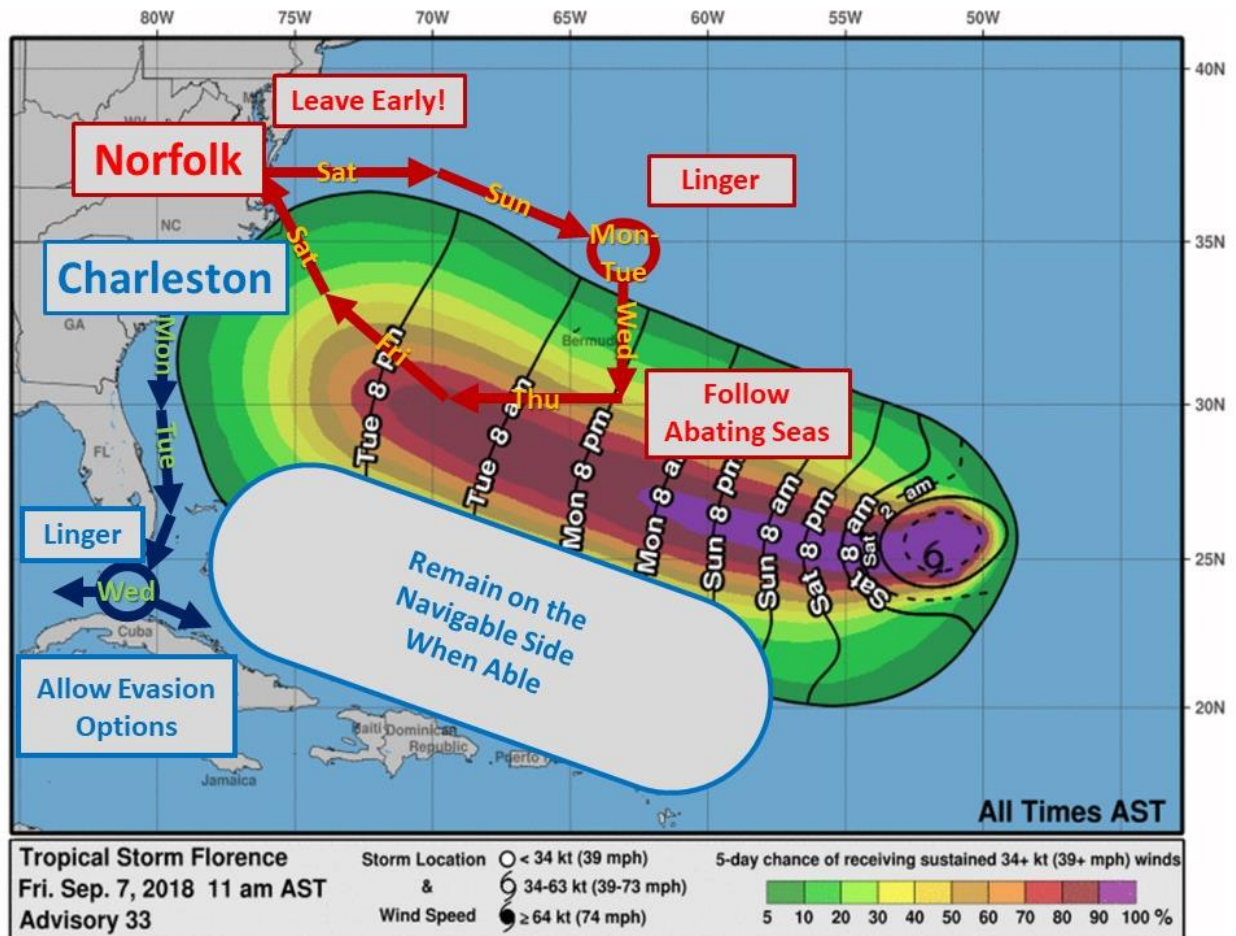 80W 75W 70W 65W 60W 55W 50W
40N
35N
30N
25N
20N
Leave Early!
Norfolk
Sat
Sun
Linger
Mon-
Tue
Wed
Thu
Fri
Sat
Follow
Abating Seas
WV
NC
GA
FL
Charleston
Mon
Tue
Linger
Wed
Cuba
Allow Evasion
Options
Remain on the
Navigable Side
When Able
Tue 8 pm
Tue 8 am
Mon 8 pm
Mon 8 a
Sun 8 pm
Sun 8 am
Sat 8 pm
Sat 8 am
Sat
2 am
Haiti Dominican
Republic
Jamaica
All Times AST
Tropical Storm Florence
Fri. Sep. 7, 2018 11 am AST
Advisory 33
Storm Location
&
Wind Speed
< 34 kt (39 mph)
34-63 kt (39-73 mph)
≥ 64 kt (74 mph)
5-day chance of receiving sustained 34+ kt (39+ mph) winds
5 10 20 30 40 50 60 70 80 90 100 %